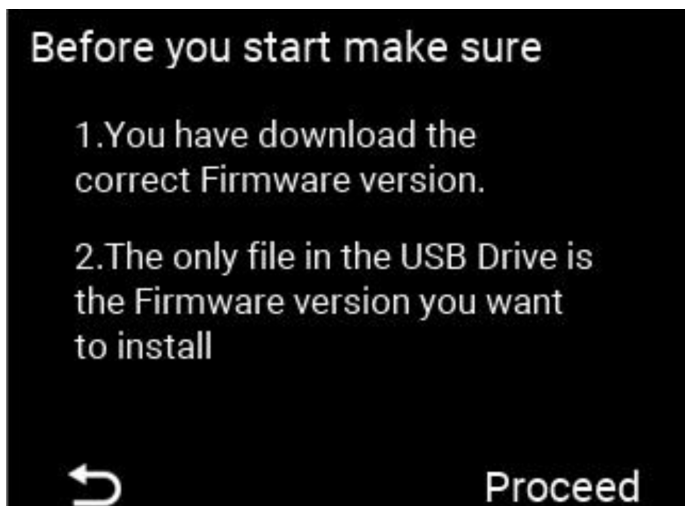 Before you start make sure
1.You have download the
correct Firmware version.
2.The only file in the USB Drive is
the Firmware version you want
to install
Proceed